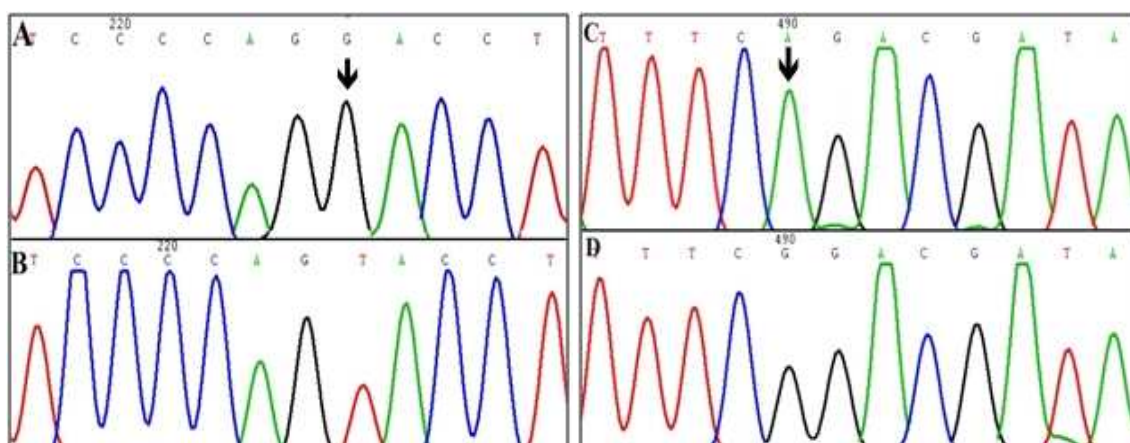 A
220
T C C C C A G G A C C T
B
220
T C C C C A G T A C C T
C
490
T T T C A G A C G A T A
D
490
T T C G G A C G A T A